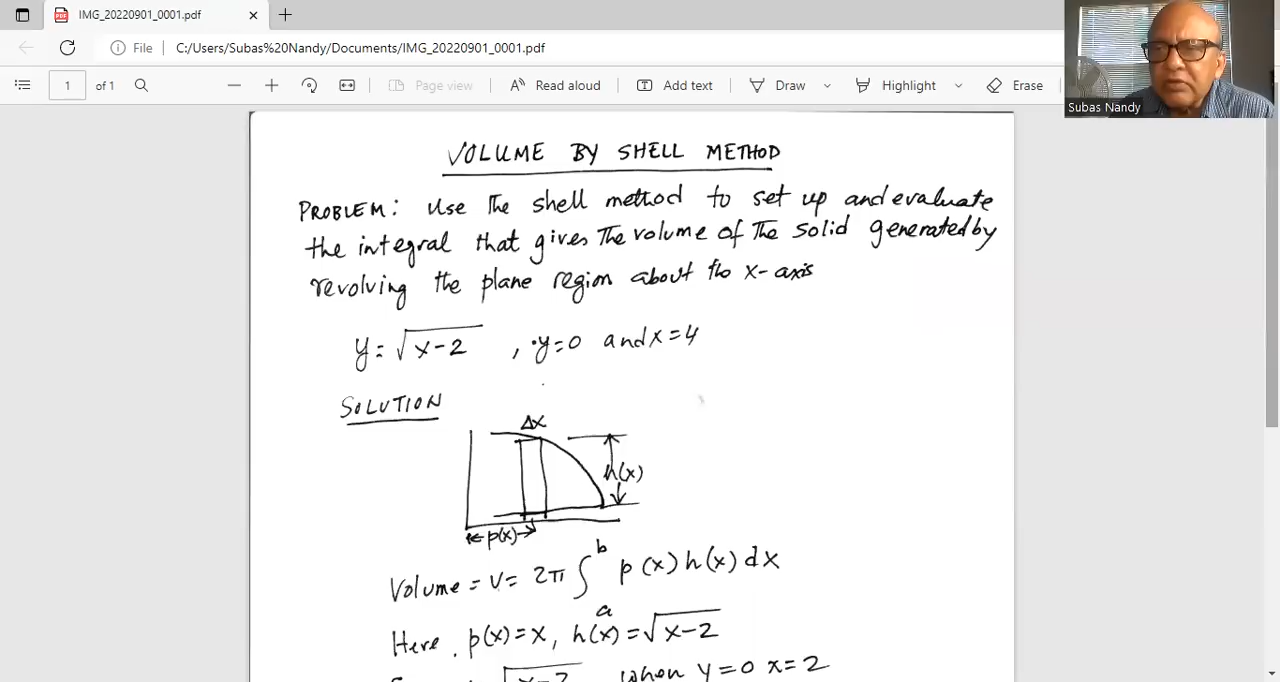 IMG_20220901_0001.pdf
File C:/Users/Subas%20Nandy/Documents/IMG_20220901_0001.pdf
1 of 1 Page view Read aloud Add text Draw Highlight Erase
Subas Nandy
VOLUME BY SHELL METHOD
PROBLEM: Use the shell method to set up and evaluate
the integral that gives the volume of the solid generated by
revolving the plane region about the x-axis
y = √x-2 , y=0 and x=4
SOLUTION
Δx
h(x)
p(x)
Volume = V = 2π ∫ₐᵇ p(x) h(x) dx
Here, p(x) = x, h(x) = √x-2
√x-2 when y=0 x=2